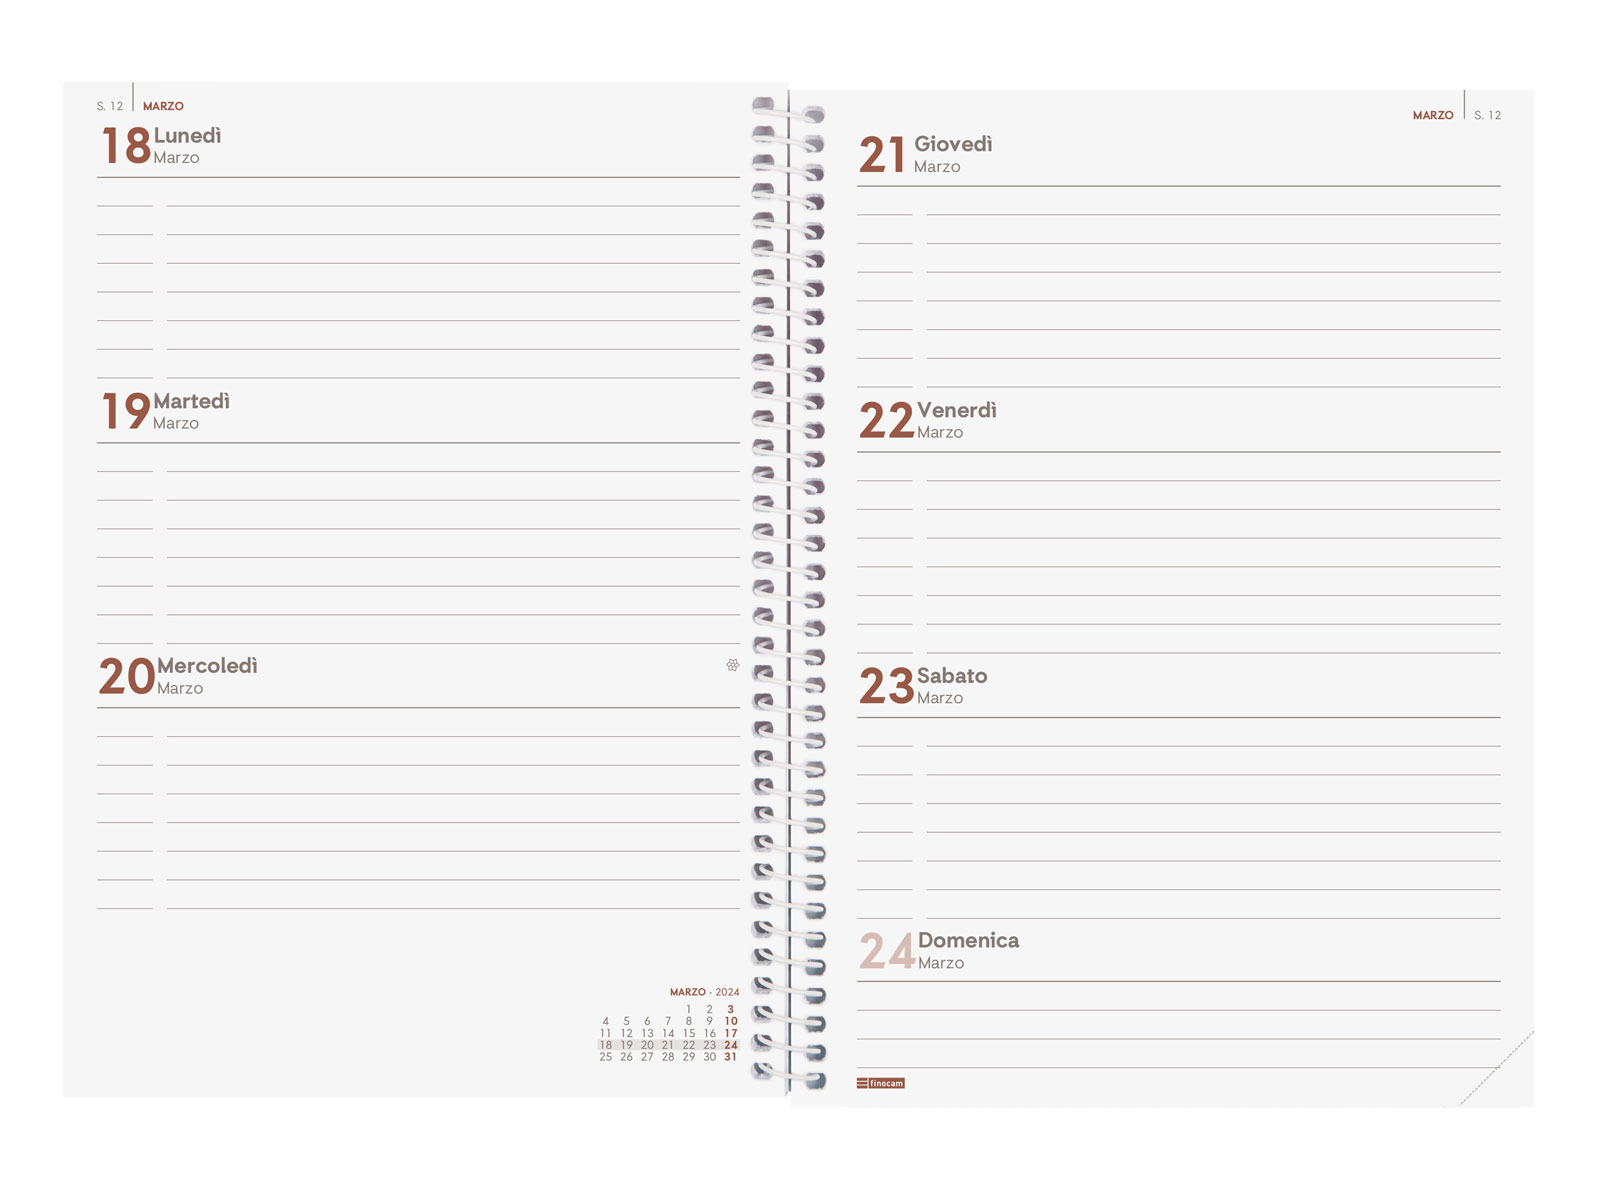 S. 12 MARZO
18 Lunedì
Marzo
19 Martedì
Marzo
20 Mercoledì
Marzo
MARZO · 2024
1 2 3
4 5 6 7 8 9 10
11 12 13 14 15 16 17
18 19 20 21 22 23 24
25 26 27 28 29 30 31
MARZO S. 12
21 Giovedì
Marzo
22 Venerdì
Marzo
23 Sabato
Marzo
24 Domenica
Marzo
finocam